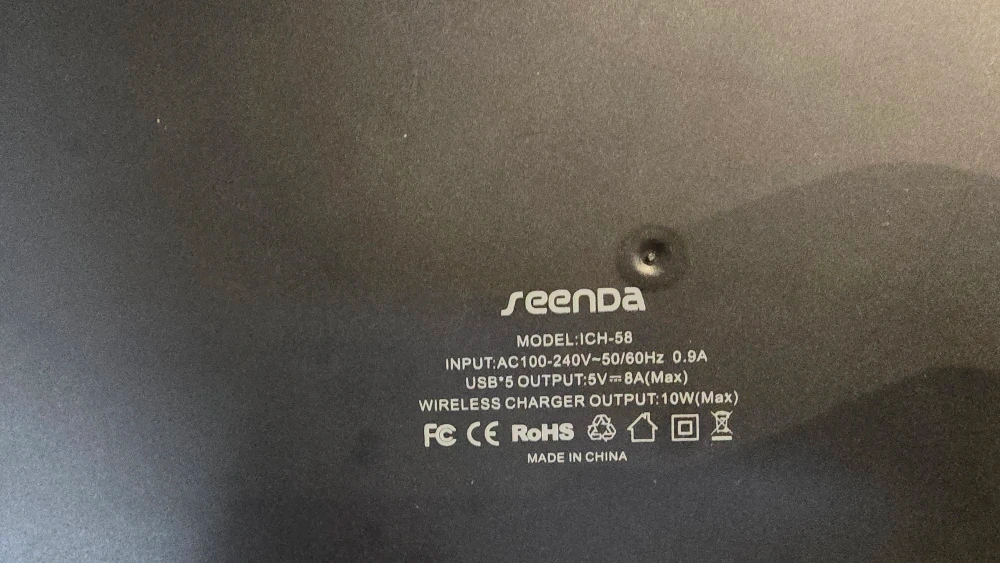 seenDa
MODEL:ICH-58
INPUT:AC100-240V~50/60Hz 0.9A
USB*5 OUTPUT:5V⎓8A(Max)
WIRELESS CHARGER OUTPUT:10W(Max)
FC CE RoHS
MADE IN CHINA